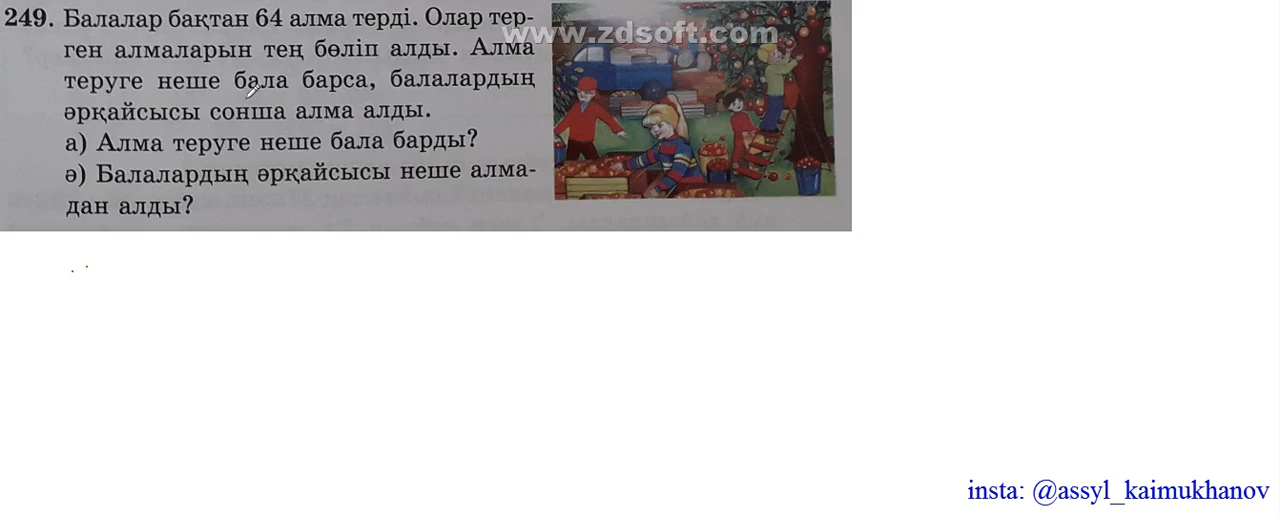 249. Балалар бақтан 64 алма терді. Олар тер-
ген алмаларын тең бөліп алды. Алма
теруге неше бала барса, балалардың
әрқайсысы сонша алма алды.
а) Алма теруге неше бала барды?
ә) Балалардың әрқайсысы неше алма-
дан алды?
www.zdsoft.com
insta: @assyl_kaimukhanov